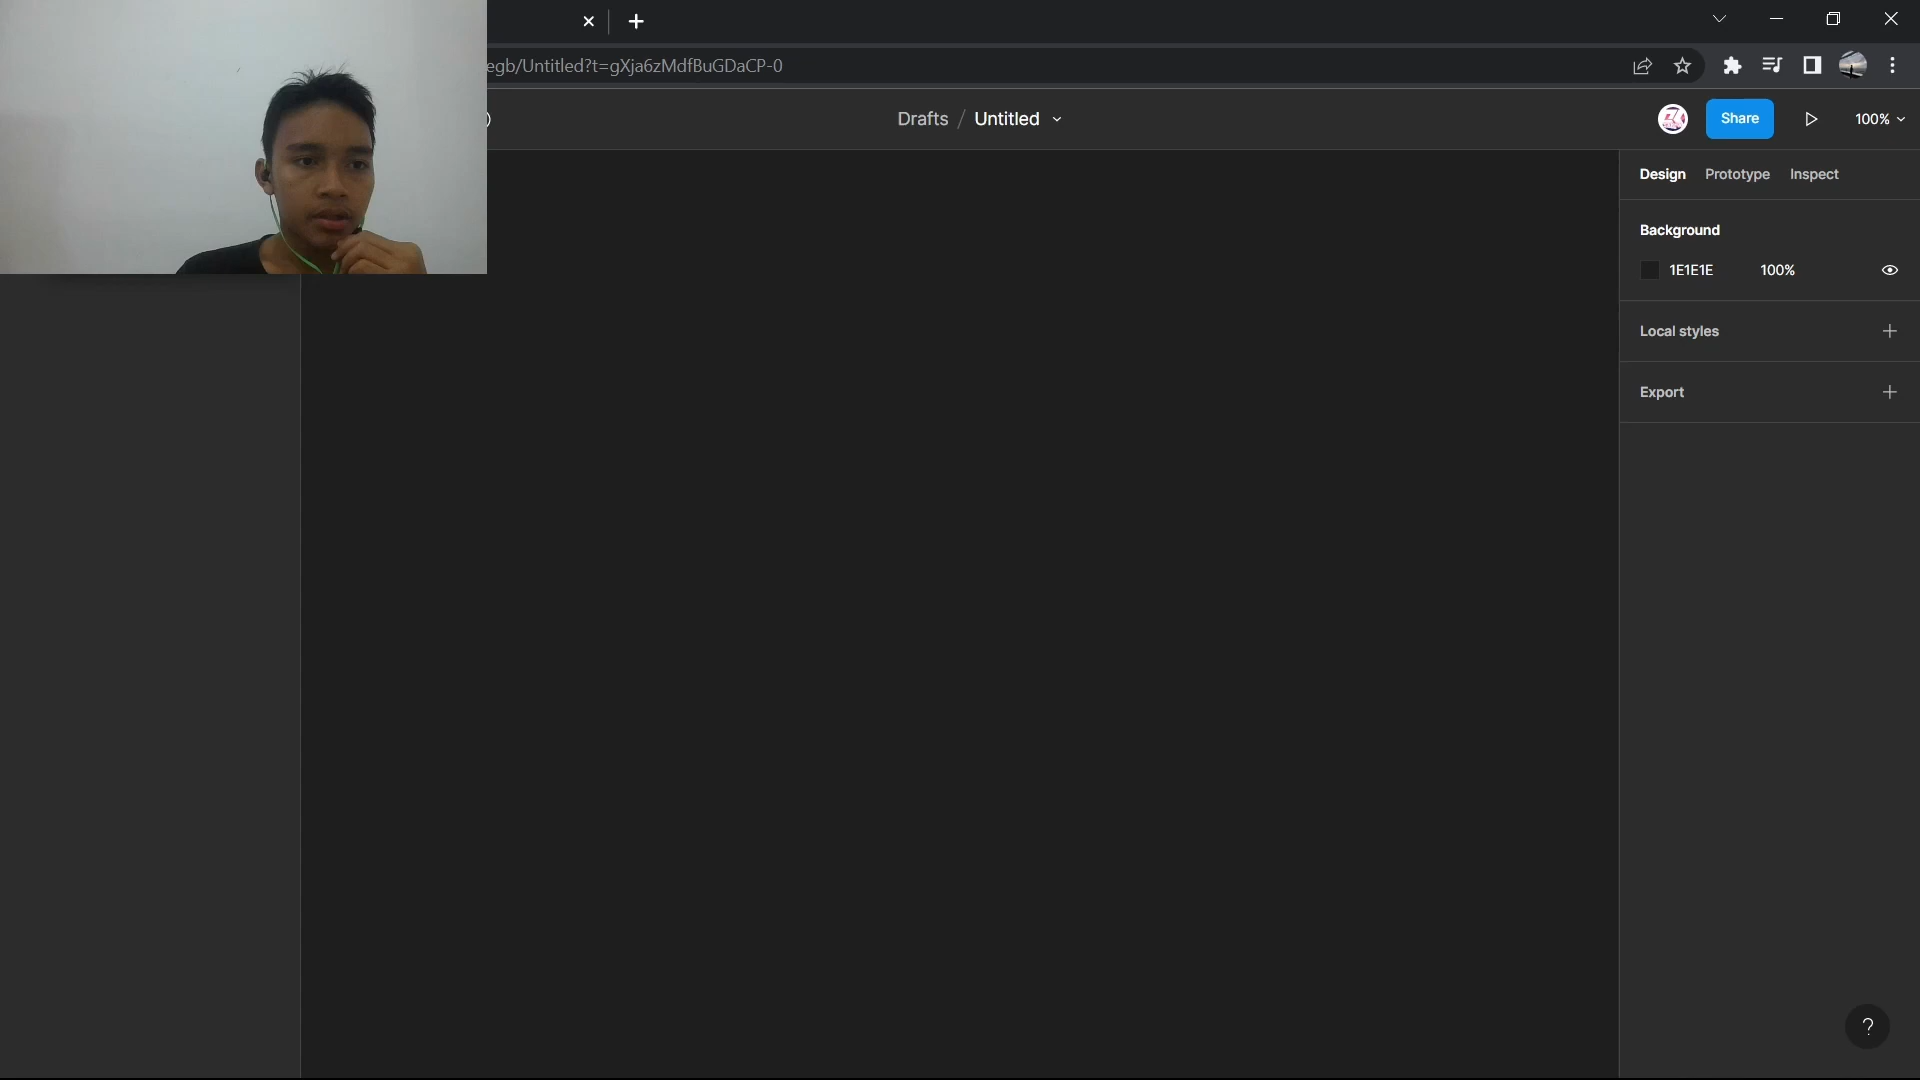 egb/Untitled?t=gXja6zMdfBuGDaCP-0
Drafts / Untitled
Share
100%
Design Prototype Inspect
Background
1E1E1E 100%
Local styles
Export
?